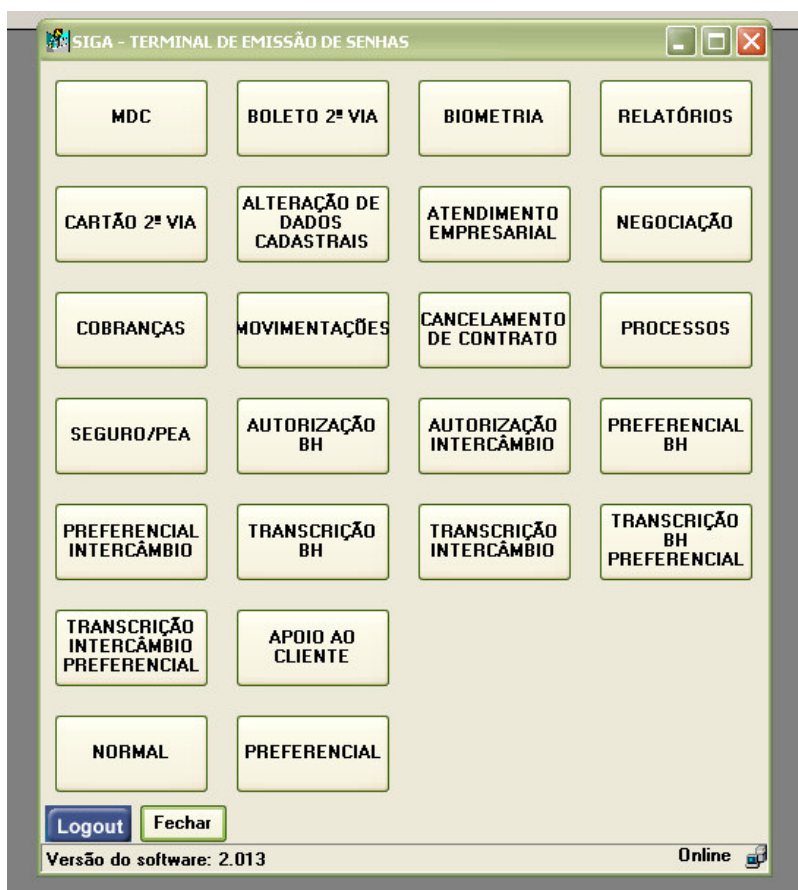 SIGA - TERMINAL DE EMISSÃO DE SENHAS
MDC
BOLETO 2ª VIA
BIOMETRIA
RELATÓRIOS
CARTÃO 2ª VIA
ALTERAÇÃO DE
DADOS
CADASTRAIS
ATENDIMENTO
EMPRESARIAL
NEGOCIAÇÃO
COBRANÇAS
MOVIMENTAÇÕES
CANCELAMENTO
DE CONTRATO
PROCESSOS
SEGURO/PEA
AUTORIZAÇÃO
BH
AUTORIZAÇÃO
INTERCÂMBIO
PREFERENCIAL
BH
PREFERENCIAL
INTERCÂMBIO
TRANSCRIÇÃO
BH
TRANSCRIÇÃO
INTERCÂMBIO
TRANSCRIÇÃO
BH
PREFERENCIAL
TRANSCRIÇÃO
INTERCÂMBIO
PREFERENCIAL
APOIO AO
CLIENTE
NORMAL
PREFERENCIAL
Logout
Fechar
Versão do software: 2.013
Online